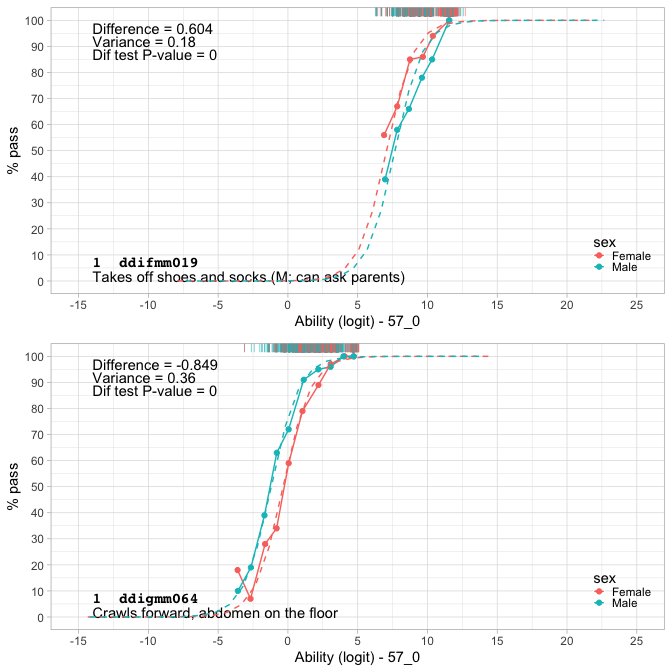 Difference = 0.604
Variance = 0.18
Dif test P-value = 0
100
90
80
70
60
50
40
30
20
10
0
% pass
1 ddifmm019
Takes off shoes and socks (M; can ask parents)
sex
Female
Male
-15 -10 -5 0 5 10 15 20 25
Ability (logit) - 57_0
Difference = -0.849
Variance = 0.36
Dif test P-value = 0
100
90
80
70
60
50
40
30
20
10
0
% pass
1 ddigmm064
Crawls forward, abdomen on the floor
sex
Female
Male
-15 -10 -5 0 5 10 15 20 25
Ability (logit) - 57_0